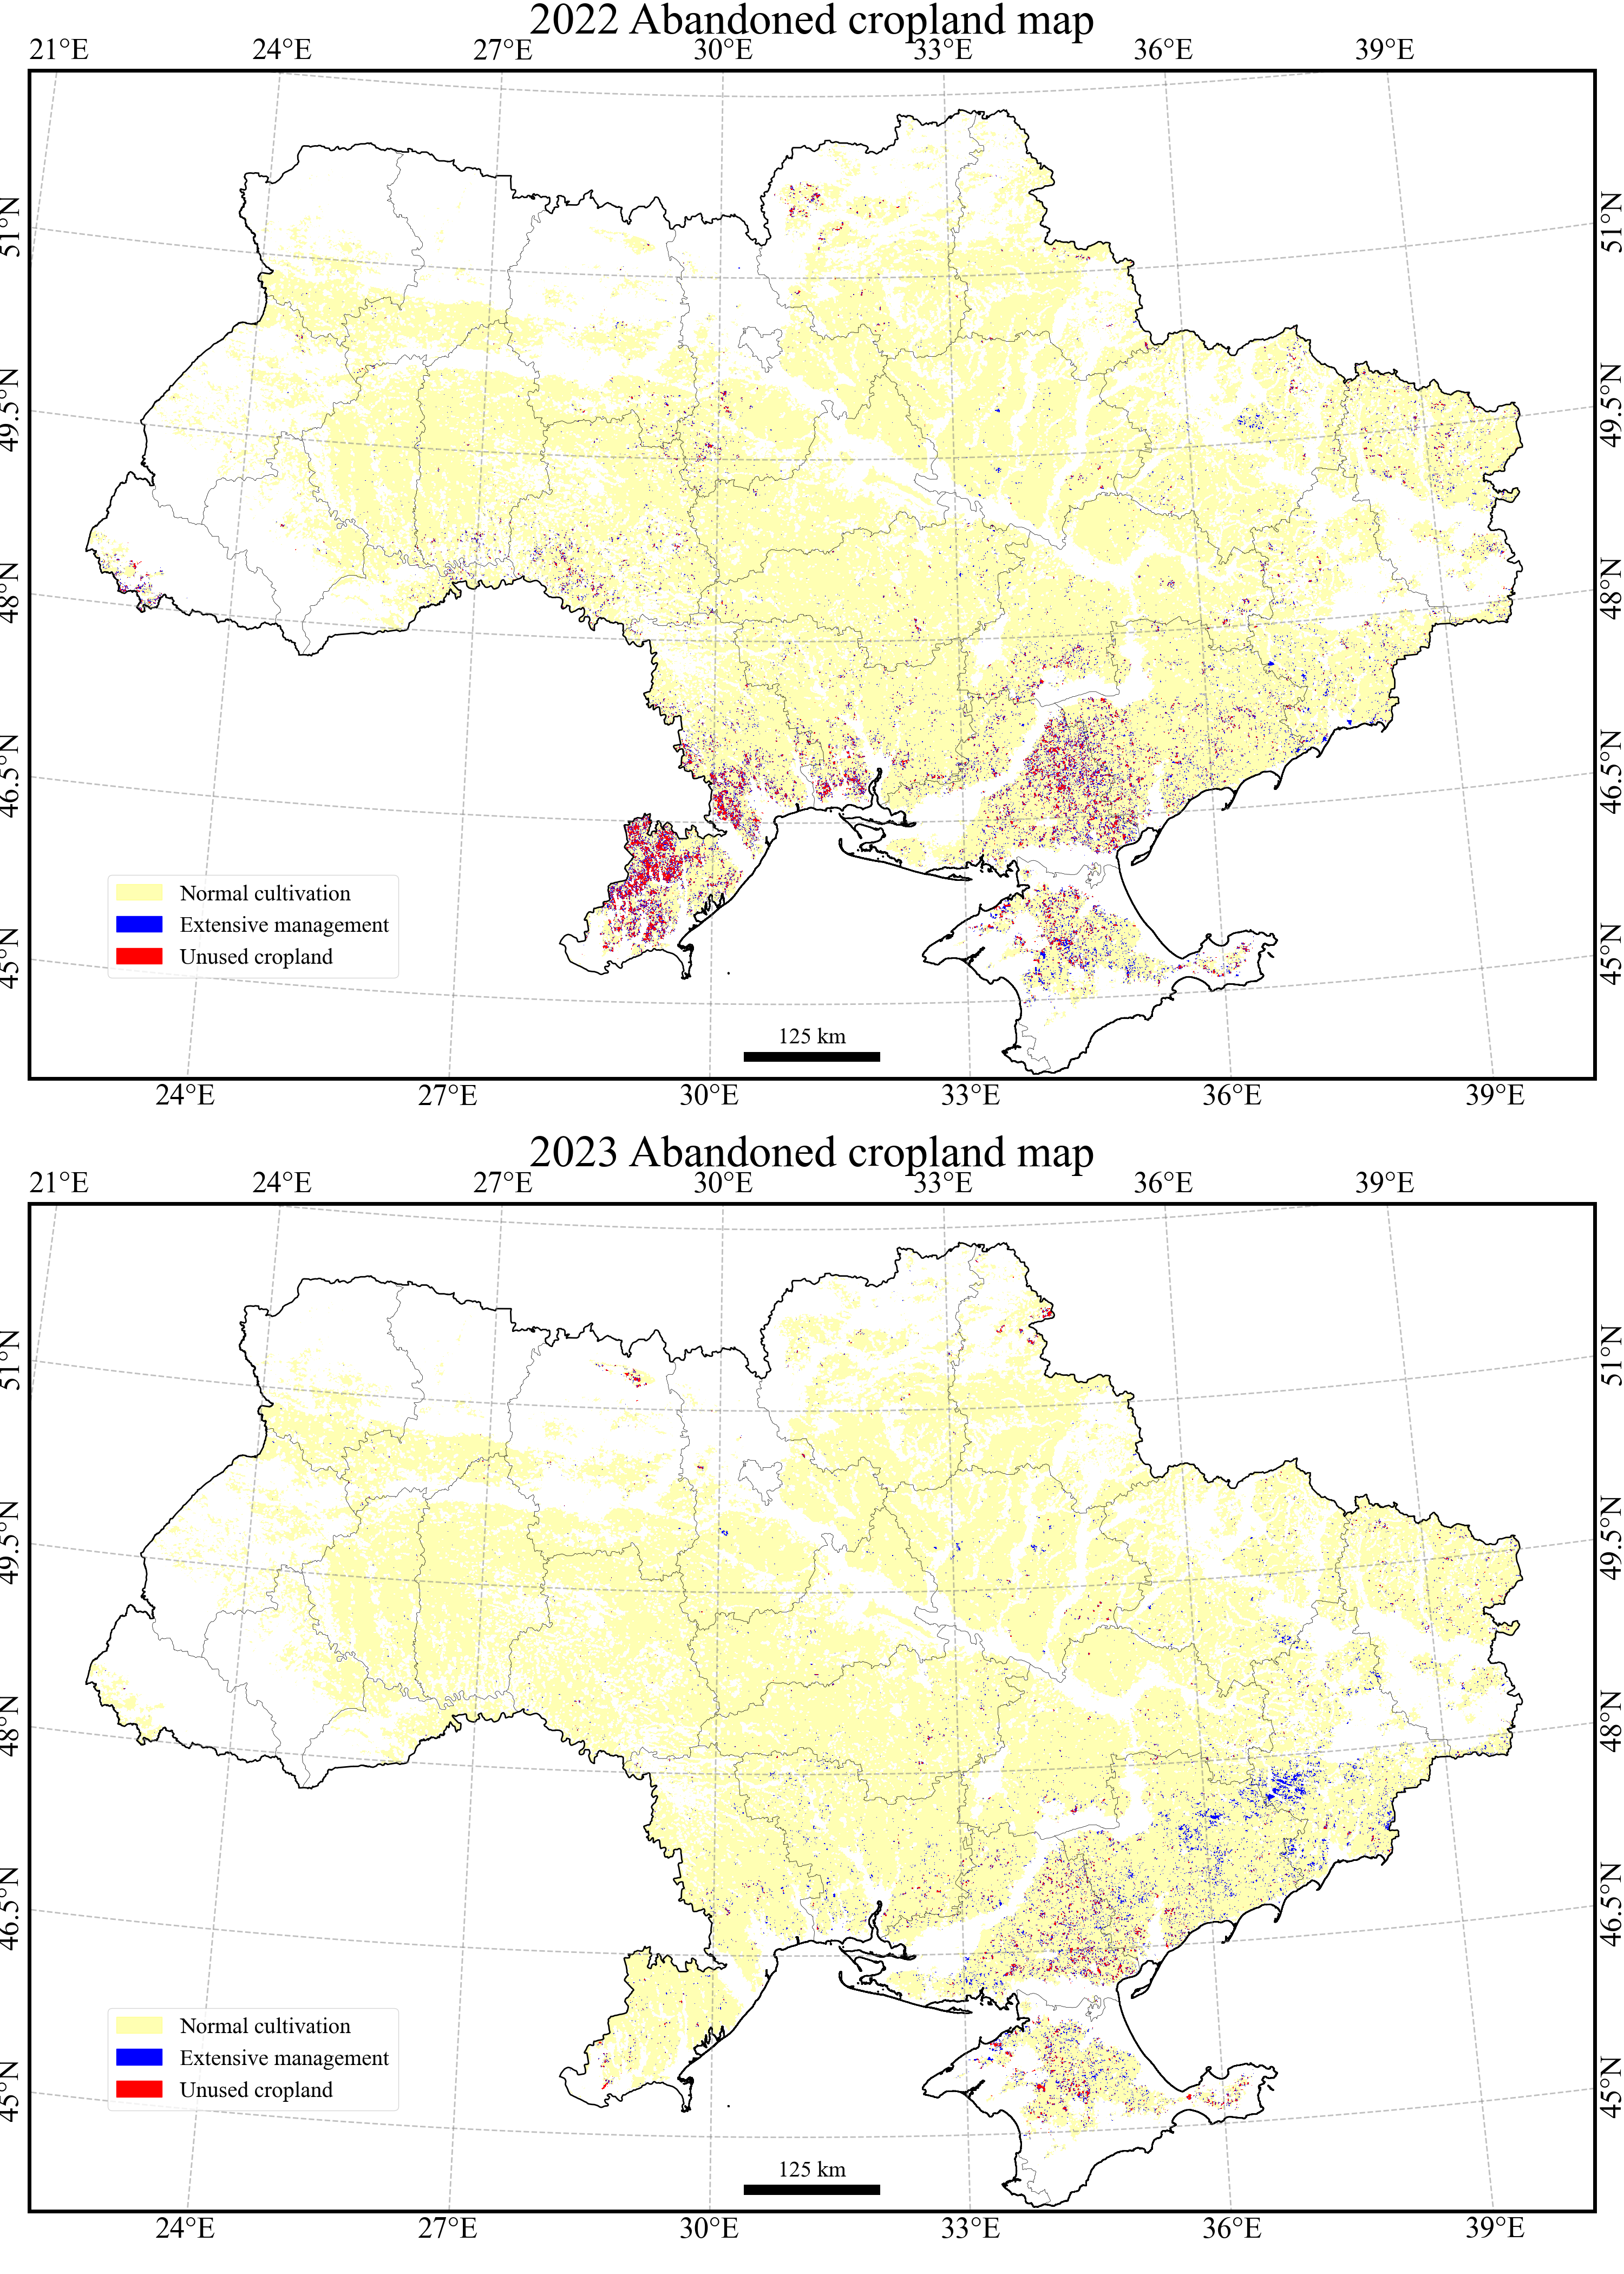 2022 Abandoned cropland map
21°E 24°E 27°E 30°E 33°E 36°E 39°E
51°N 51°N
49.5°N 49.5°N
48°N 48°N
46.5°N 46.5°N
45°N 45°N
Normal cultivation
Extensive management
Unused cropland
125 km
24°E 27°E 30°E 33°E 36°E 39°E
2023 Abandoned cropland map
21°E 24°E 27°E 30°E 33°E 36°E 39°E
51°N 51°N
49.5°N 49.5°N
48°N 48°N
46.5°N 46.5°N
45°N 45°N
Normal cultivation
Extensive management
Unused cropland
125 km
24°E 27°E 30°E 33°E 36°E 39°E